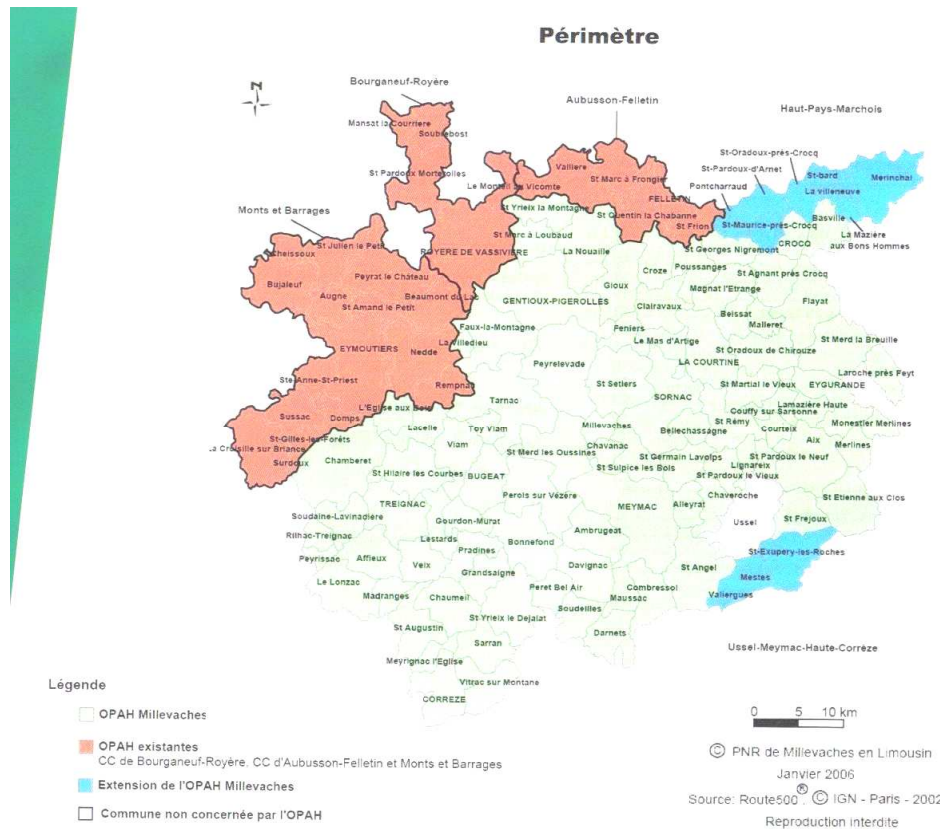 Périmètre
N
Bourganeuf-Royère
Aubusson-Felletin
Haut-Pays-Marchois
Mansat la Courriere
Soubrebost
St-Oradoux-près-Crocq
St-Pardoux-d'Arnet
St-bard
Merinchal
St Pardoux Morterolles
Le Monteil au Vicomte
Valliere
St Marc à Frongier
Pontcharraud
La villeneuve
FELLETIN
Monts et Barrages
St Yrieix la Montagne
St Quentin la Chabanne
St Frion
St-Maurice-près-Crocq
Basville
La Mazière
aux Bons Hommes
St Julien le Petit
Cheissoux
St Marc à Loubaud
ROYERE DE VASSIVIERE
La Nouaille
St Georges Nigremont
CROCQ
Bujaleuf
Peyrat le Château
Croze
Poussanges
St Agnant près Crocq
Gioux
Magnat l'Etrange
Augne
Beaumont du Lac
St Amand le Petit
GENTIOUX-PIGEROLLES
Clairavaux
Flayat
Beissat
Malleret
Faux-la-Montagne
Feniers
Le Mas d'Artige
St Merd la Breuille
EYMOUTIERS
Nedde
La Villedieu
St Oradoux de Chirouze
Peyrelevade
LA COURTINE
Laroche près Feyt
Ste-Anne-St-Priest
Rempnat
St Setiers
St Martial le Vieux
EYGURANDE
Tarnac
SORNAC
Lamazière Haute
L'Eglise aux Bois
Couffy sur Sarsonne
Sussac
Domps
St Rémy
Monestier Merlines
Lacelle
Toy Viam
Millevaches
Bellechassagne
Courteix
St-Gilles-les-Forêts
Viam
Chavanac
Aix
Merlines
La Croisille sur Briance
St Merd les Oussines
St Germain Lavolps
St Pardoux le Neuf
Surdoux
Chamberet
St Sulpice les Bois
Lignareix
St Hilaire les Courbes
BUGEAT
St Pardoux le Vieux
Perois sur Vézère
Chaveroche
St Etienne aux Clos
TREIGNAC
MEYMAC
Alleyrat
Soudaine-Lavinadière
Gourdon-Murat
Ussel
St Frejoux
Rilhac-Treignac
Lestards
Bonnefond
Ambrugeat
Pradines
St-Exupery-les-Roches
Peyrissac
Affieux
Veix
Grandsaigne
Davignac
St Angel
Mestes
Le Lonzac
Peret Bel Air
Combressol
Madranges
Chaumeil
Maussac
Valiergues
Soudeilles
St Yrieix le Dejalat
St Augustin
Darnets
Sarran
Ussel-Meymac-Haute-Corrèze
Meyrignac l'Eglise
Vitrac sur Montane
CORREZE
Légende
OPAH Millevaches
OPAH existantes
CC de Bourganeuf-Royère, CC d'Aubusson-Felletin et Monts et Barrages
Extension de l'OPAH Millevaches
Commune non concernée par l'OPAH
0 5 10 km
© PNR de Millevaches en Limousin
Janvier 2006
Source: Route500®. © IGN - Paris - 2002
Reproduction interdite